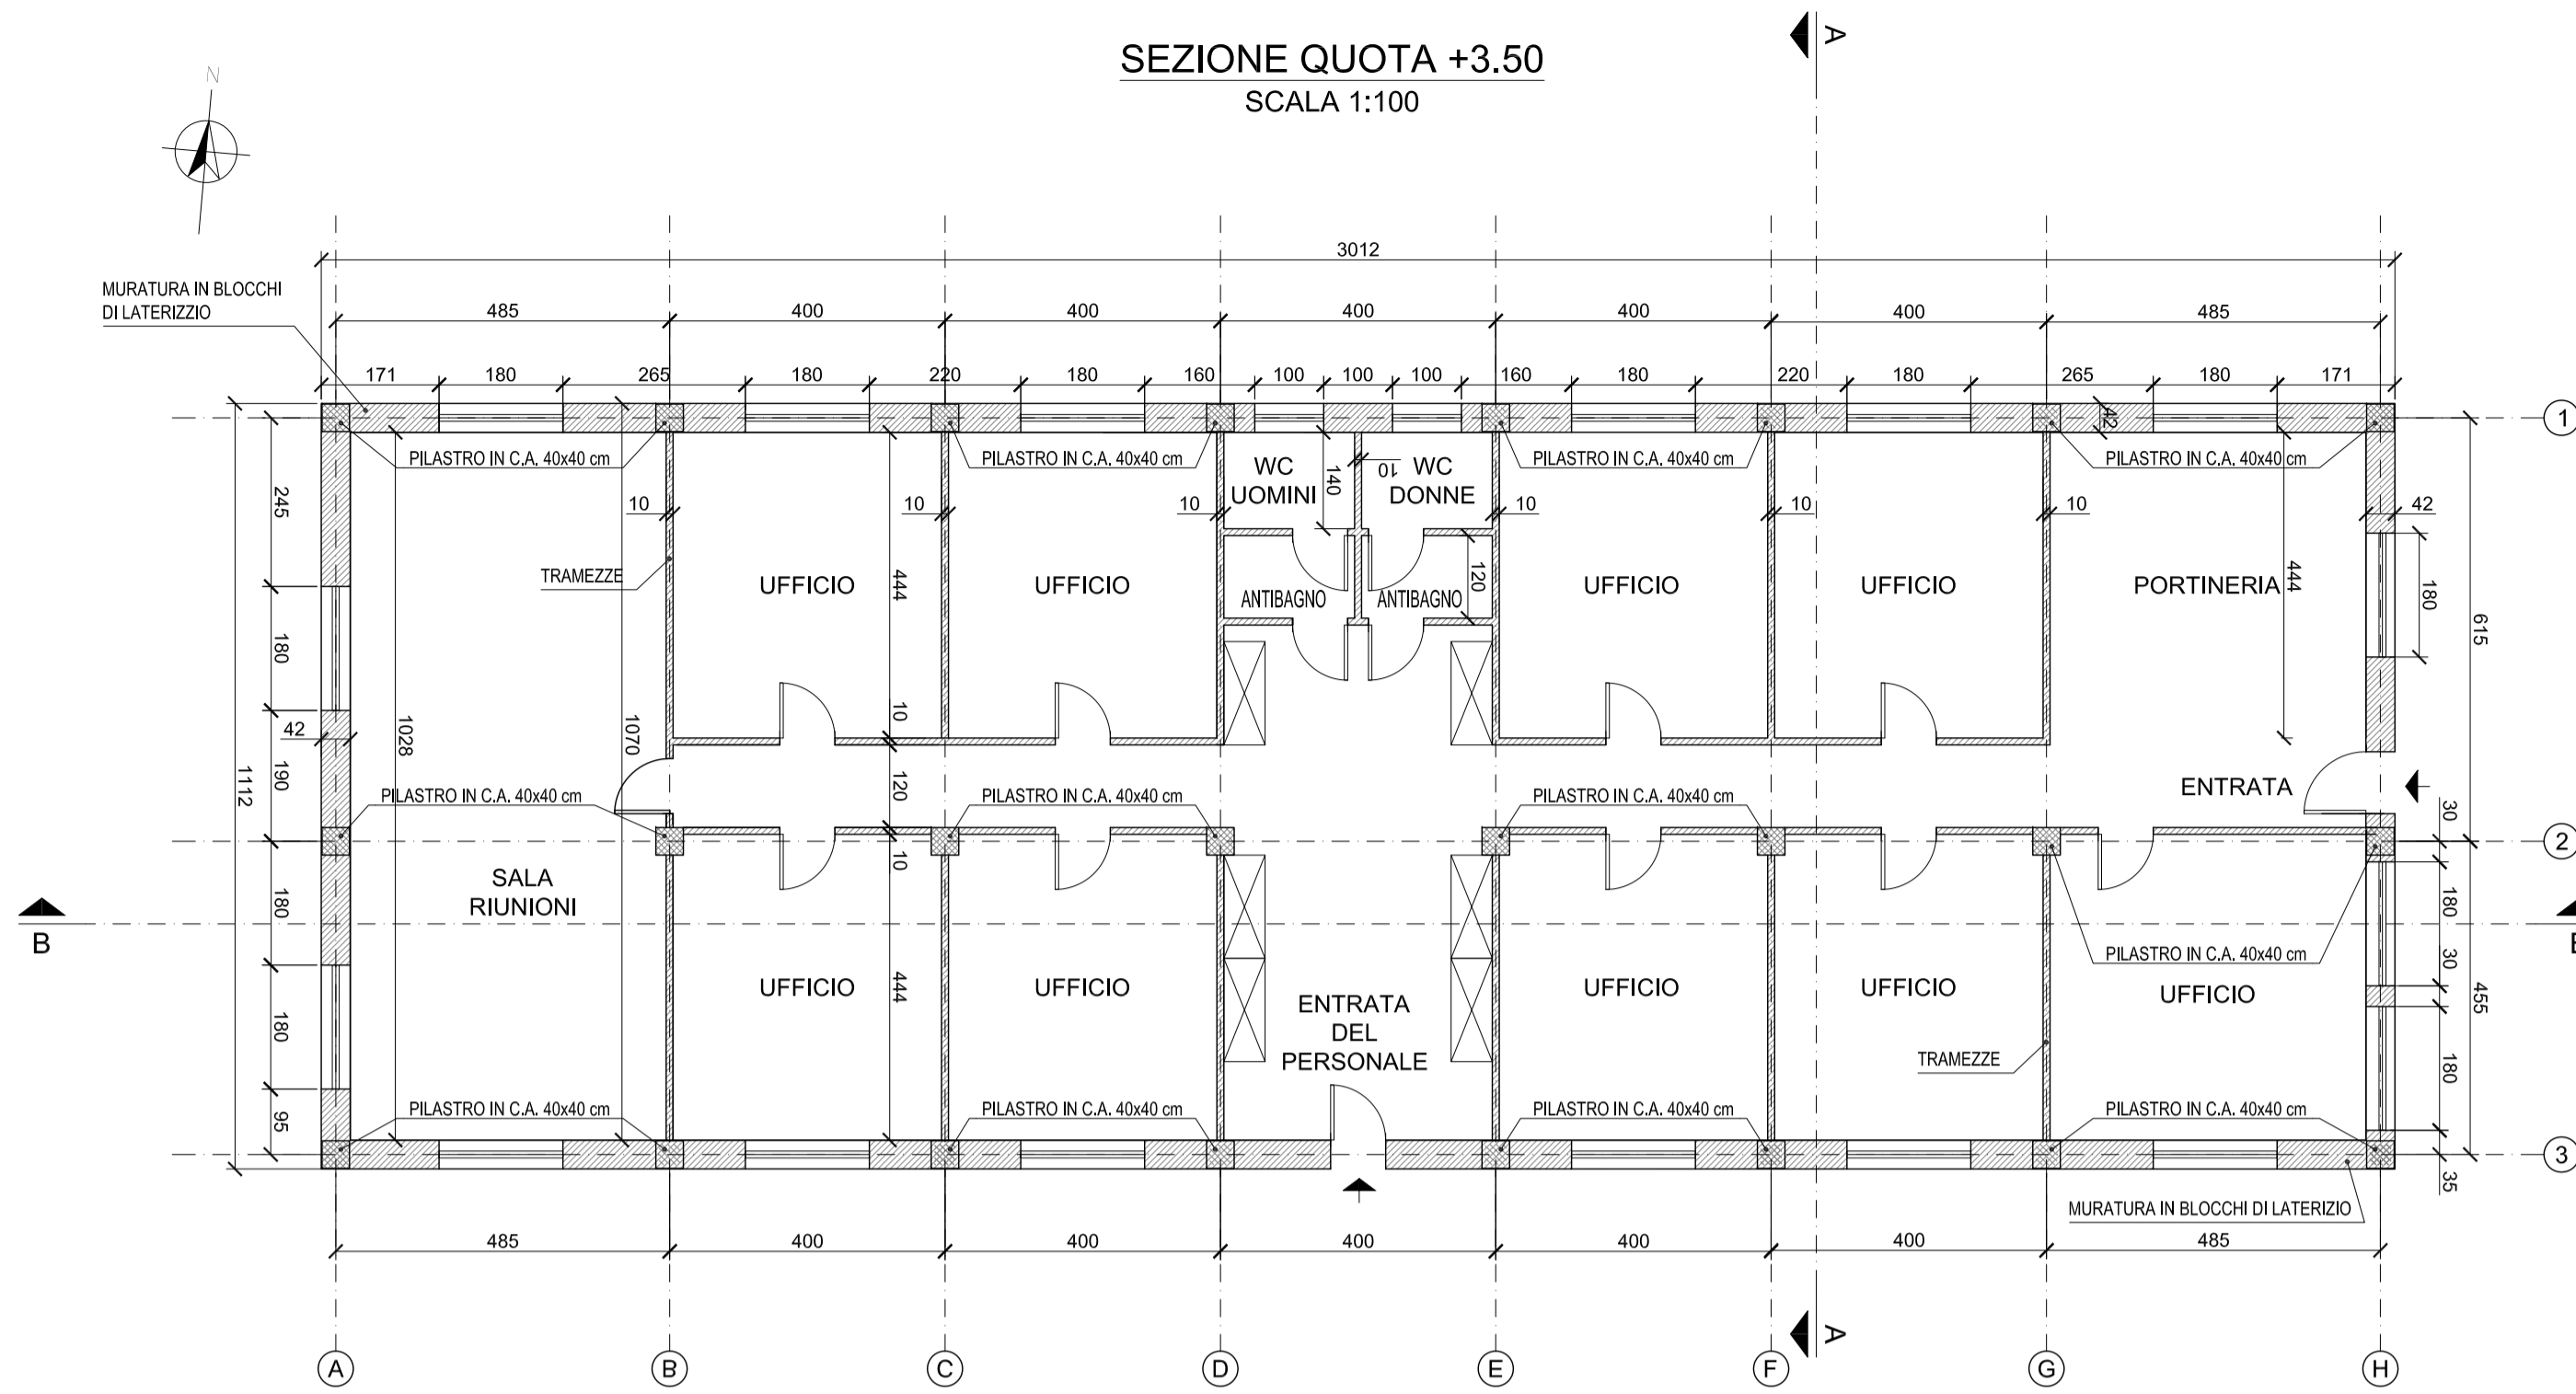 SEZIONE QUOTA +3.50
SCALA 1:100
A
N
3012
MURATURA IN BLOCCHI
DI LATERIZZIO
485
400
400
400
400
400
485
171
180
265
180
220
180
160
100
100
100
160
180
220
180
265
180
171
1
42
PILASTRO IN C.A. 40x40 cm
PILASTRO IN C.A. 40x40 cm
PILASTRO IN C.A. 40x40 cm
PILASTRO IN C.A. 40x40 cm
WC
UOMINI
140
10
WC
DONNE
245
10
10
10
10
10
10
42
TRAMEZZE
UFFICIO
444
UFFICIO
ANTIBAGNO
ANTIBAGNO
120
UFFICIO
UFFICIO
PORTINERIA
444
180
615
180
42
1028
1070
10
1112
190
120
ENTRATA
PILASTRO IN C.A. 40x40 cm
PILASTRO IN C.A. 40x40 cm
PILASTRO IN C.A. 40x40 cm
30
2
10
SALA
RIUNIONI
180
180
B
PILASTRO IN C.A. 40x40 cm
30
UFFICIO
444
UFFICIO
ENTRATA
DEL
PERSONALE
UFFICIO
UFFICIO
UFFICIO
455
180
TRAMEZZE
180
95
PILASTRO IN C.A. 40x40 cm
PILASTRO IN C.A. 40x40 cm
PILASTRO IN C.A. 40x40 cm
PILASTRO IN C.A. 40x40 cm
3
35
MURATURA IN BLOCCHI DI LATERIZIO
485
400
400
400
400
400
485
A
A
B
C
D
E
F
G
H